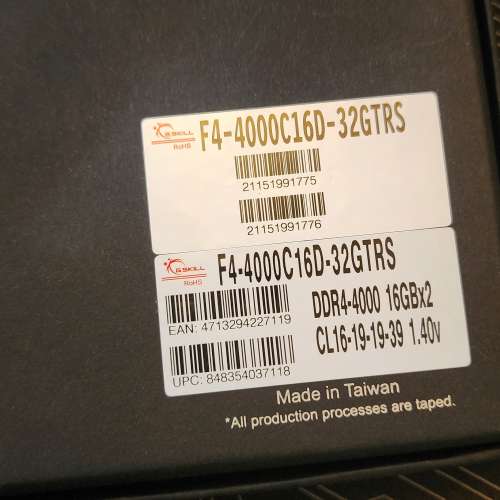 G.SKILL
RoHS
F4-4000C16D-32GTRS
21151991775
21151991776
G.SKILL
RoHS
F4-4000C16D-32GTRS
EAN: 4713294227119
DDR4-4000 16GBx2
UPC: 848354037118
CL16-19-19-39 1.40v
Made in Taiwan
*All production processes are taped.